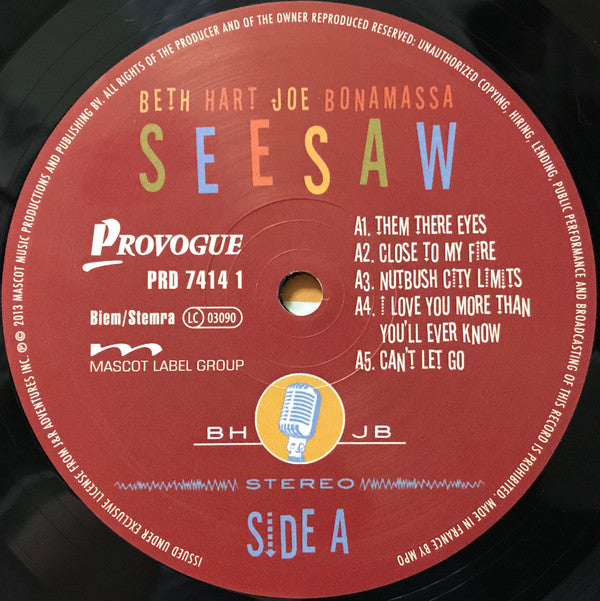 BETH HART JOE BONAMASSA
SEESAW
PROVOGUE
PRD 7414 1
Biem/Stemra LC 03090
MASCOT LABEL GROUP
A1. THEM THERE EYES
A2. CLOSE TO MY FIRE
A3. NUTBUSH CITY LIMITS
A4. I LOVE YOU MORE THAN
YOU'LL EVER KNOW
A5. CAN'T LET GO
BH JB
STEREO
SIDE A
ISSUED UNDER EXCLUSIVE LICENSE FROM J&R ADVENTURES INC. ℗© 2013 MASCOT MUSIC PRODUCTIONS AND PUBLISHING BV. ALL RIGHTS OF THE PRODUCER AND OF THE OWNER REPRODUCED RESERVED: UNAUTHORIZED COPYING, HIRING, LENDING, PUBLIC PERFORMANCE AND BROADCASTING OF THIS RECORD IS PROHIBITED. MADE IN FRANCE BY MPO